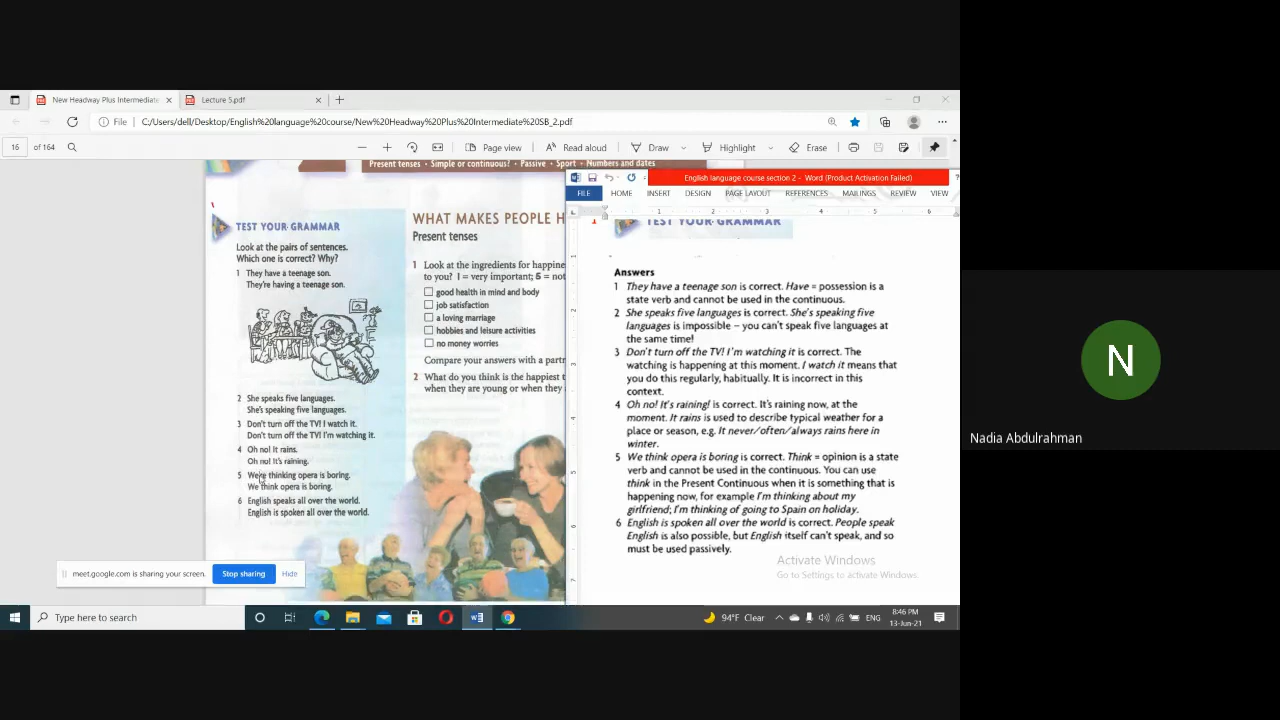 New Headway Plus Intermediate
Lecture 5.pdf
File
C:/Users/dell/Desktop/English%20language%20course/New%20Headway%20Plus%20Intermediate%20SB_2.pdf
16 of 164
Page view
Read aloud
Draw
Highlight
Erase
Present tenses • Simple or continuous? • Passive • Sport • Numbers and dates
TEST YOUR GRAMMAR
Look at the pairs of sentences.
Which one is correct? Why?
1 They have a teenage son.
They're having a teenage son.
2 She speaks five languages.
She's speaking five languages.
3 Don't turn off the TV! I watch it.
Don't turn off the TV! I'm watching it.
4 Oh no! It rains.
Oh no! It's raining.
5 We're thinking opera is boring.
We think opera is boring.
6 English speaks all over the world.
English is spoken all over the world.
WHAT MAKES PEOPLE H
Present tenses
1 Look at the ingredients for happine
to you? 1 = very important; 5 = not
good health in mind and body
job satisfaction
a loving marriage
hobbies and leisure activities
no money worries
Compare your answers with a partn
2 What do you think is the happiest t
when they are young or when they
English language course section 2 - Word (Product Activation Failed)
FILE HOME INSERT DESIGN PAGE LAYOUT REFERENCES MAILINGS REVIEW VIEW
1 2 3 4 5 6
TEST YOUR GRAMMAR
Answers
1 They have a teenage son is correct. Have = possession is a
state verb and cannot be used in the continuous.
2 She speaks five languages is correct. She's speaking five
languages is impossible – you can't speak five languages at
the same time!
3 Don't turn off the TV! I'm watching it is correct. The
watching is happening at this moment. I watch it means that
you do this regularly, habitually. It is incorrect in this
context.
4 Oh no! It's raining! is correct. It's raining now, at the
moment. It rains is used to describe typical weather for a
place or season, e.g. It never/often/always rains here in
winter.
5 We think opera is boring is correct. Think = opinion is a state
verb and cannot be used in the continuous. You can use
think in the Present Continuous when it is something that is
happening now, for example I'm thinking about my
girlfriend; I'm thinking of going to Spain on holiday.
6 English is spoken all over the world is correct. People speak
English is also possible, but English itself can't speak, and so
must be used passively.
Activate Windows
Go to Settings to activate Windows.
meet.google.com is sharing your screen.
Stop sharing
Hide
Type here to search
94°F Clear
ENG
8:46 PM
13-Jun-21
N
Nadia Abdulrahman